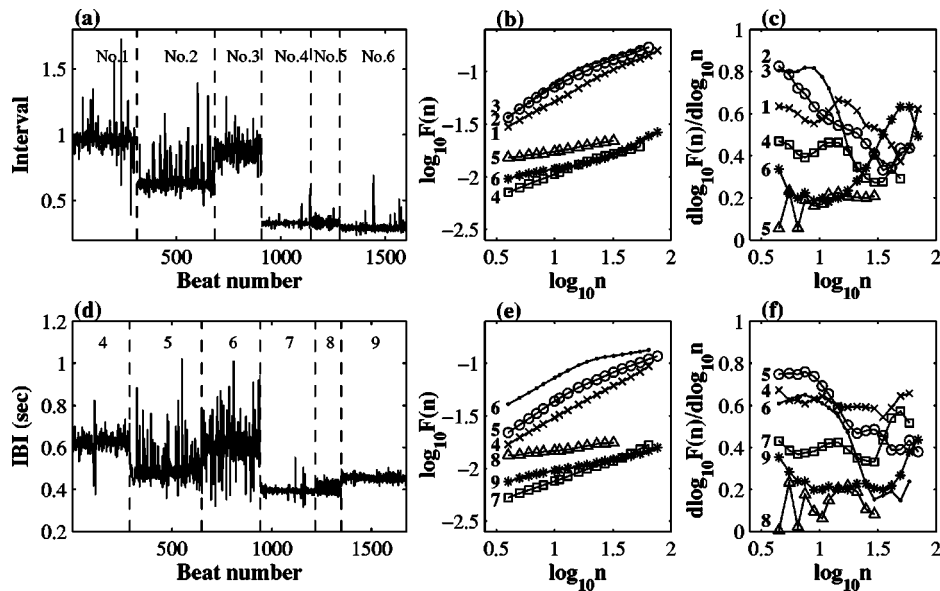 (a)
No.1 No.2 No.3 No.4 No.5 No.6
1.5
1
0.5
Interval
500 1000 1500
Beat number
(b)
-1
-1.5
-2
-2.5
log10F(n)
3
2
1
5
6
4
0.5 1 1.5 2
log10n
(c)
1
0.8
0.6
0.4
0.2
0
dlog10F(n)/dlog10n
2
3
1
4
6
5
0.5 1 1.5 2
log10n
(d)
4 5 6 7 8 9
1.2
1
0.8
0.6
0.4
0.2
IBI (sec)
500 1000 1500
Beat number
(e)
-1
-1.5
-2
-2.5
log10F(n)
6
5
4
8
9
7
0.5 1 1.5 2
log10n
(f)
1
0.8
0.6
0.4
0.2
0
dlog10F(n)/dlog10n
5
4
6
7
9
8
0.5 1 1.5 2
log10n